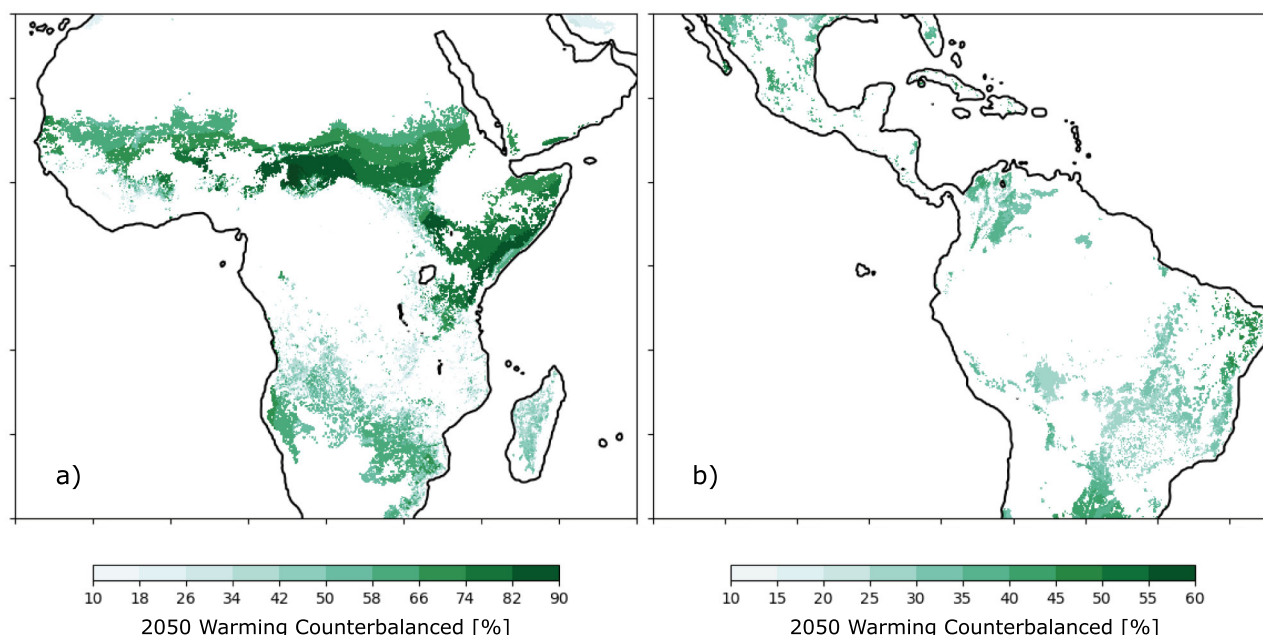 a)
b)
10 18 26 34 42 50 58 66 74 82 90
10 15 20 25 30 35 40 45 50 55 60
2050 Warming Counterbalanced [%]
2050 Warming Counterbalanced [%]